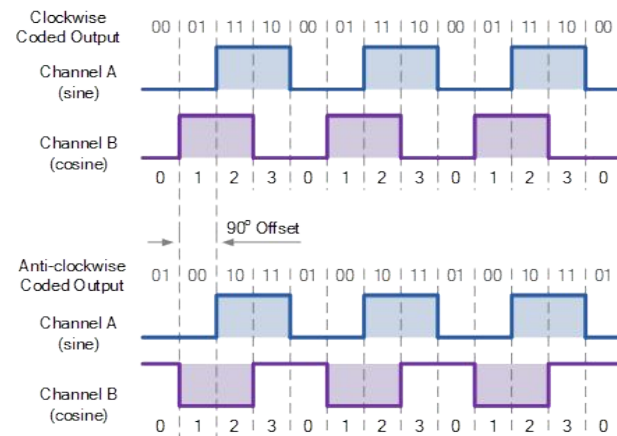 Clockwise
Coded Output
00 01 11 10 00 01 11 10 00 01 11 10 00
Channel A
(sine)
Channel B
(cosine)
0 1 2 3 0 1 2 3 0 1 2 3 0
90° Offset
Anti-clockwise
Coded Output
01 00 10 11 01 00 10 11 01 00 10 11 01
Channel A
(sine)
Channel B
(cosine)
0 1 2 3 0 1 2 3 0 1 2 3 0